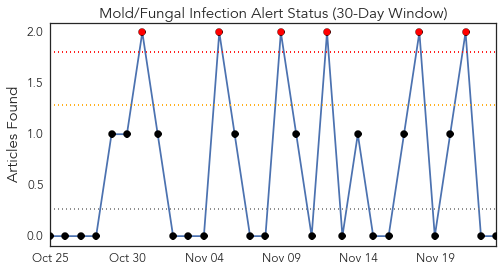 Mold/Fungal Infection Alert Status (30-Day Window)
Articles Found
2.0
1.5
1.0
0.5
0.0
Oct 25 Oct 30 Nov 04 Nov 09 Nov 14 Nov 19